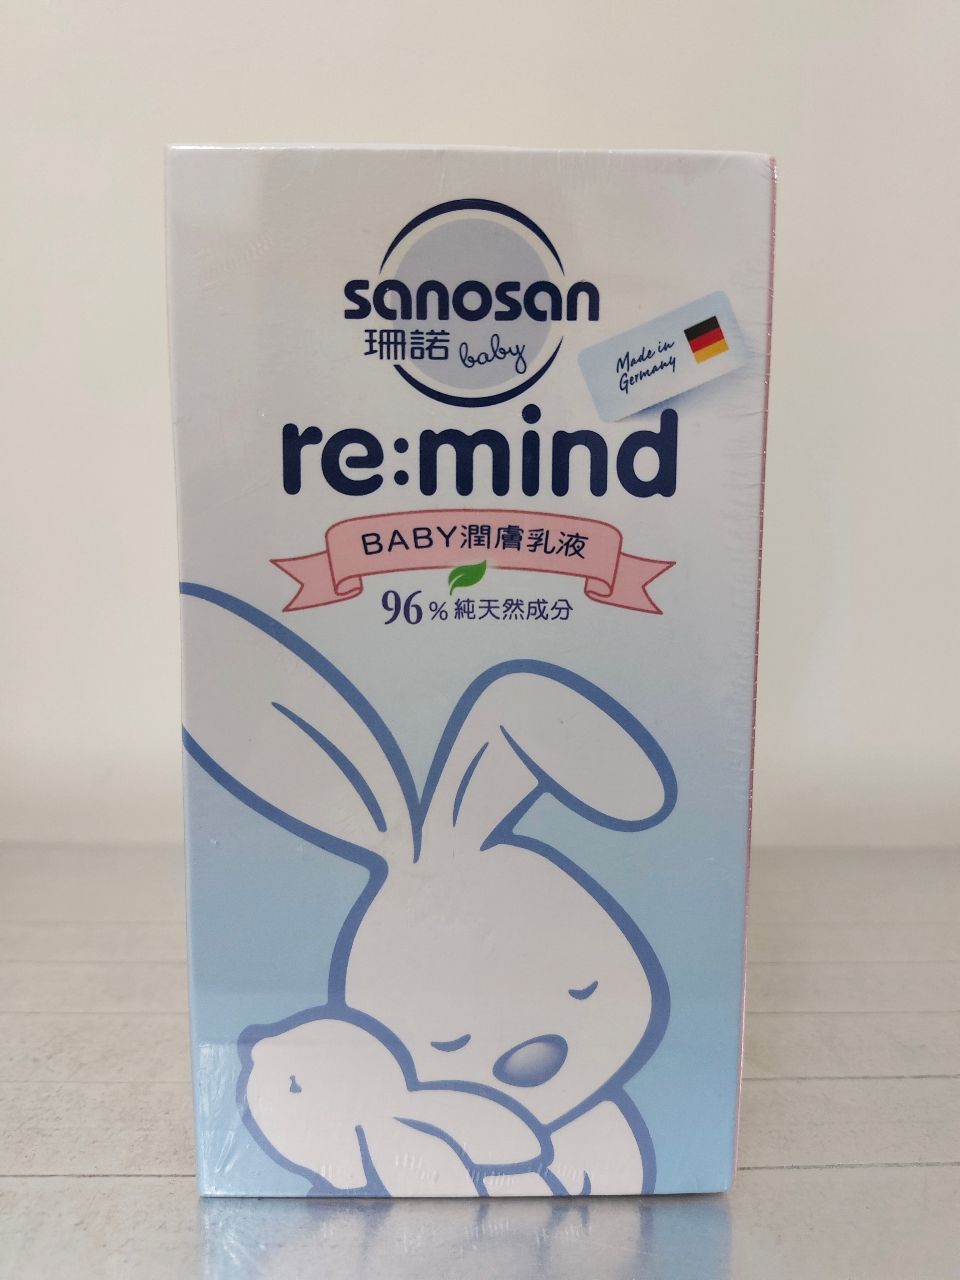 sanosan
珊諾 baby
Made in
Germany
re:mind
BABY潤膚乳液
96%純天然成分